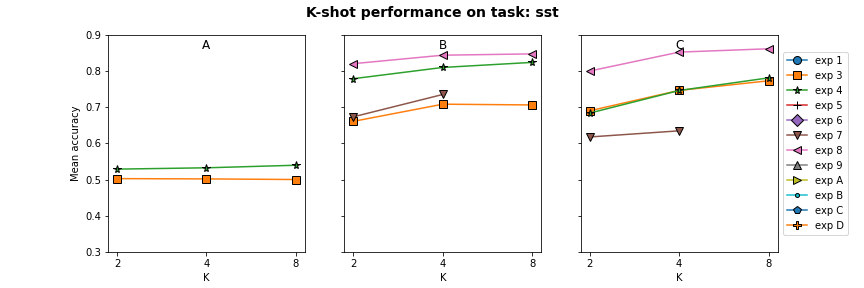 K-shot performance on task: sst
A
B
C
Mean accuracy
0.9
0.8
0.7
0.6
0.5
0.4
0.3
2
4
8
K
2
4
8
K
2
4
8
K
exp 1
exp 3
exp 4
exp 5
exp 6
exp 7
exp 8
exp 9
exp A
exp B
exp C
exp D